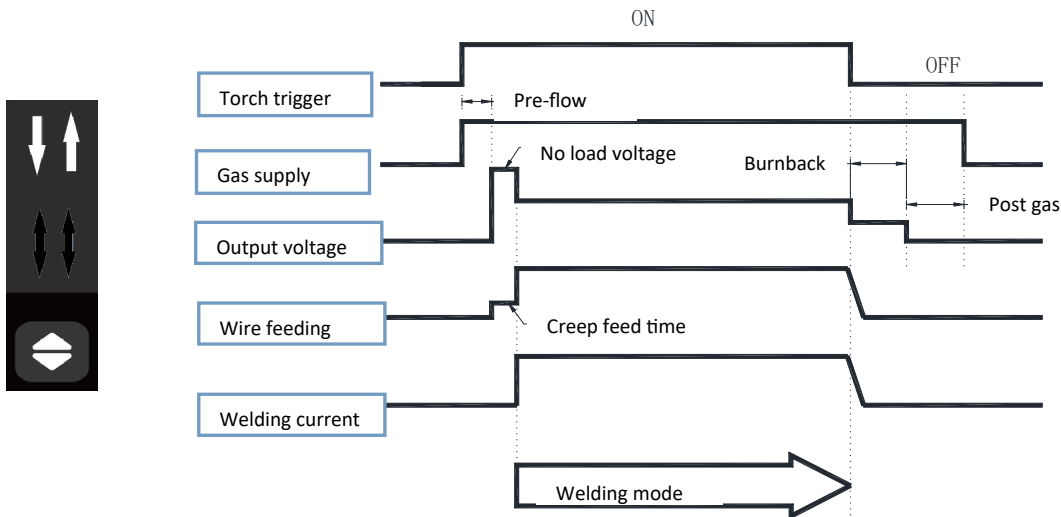 ON
OFF
Torch trigger
Pre-flow
No load voltage
Burnback
Gas supply
Post gas
Output voltage
Wire feeding
Creep feed time
Welding current
Welding mode